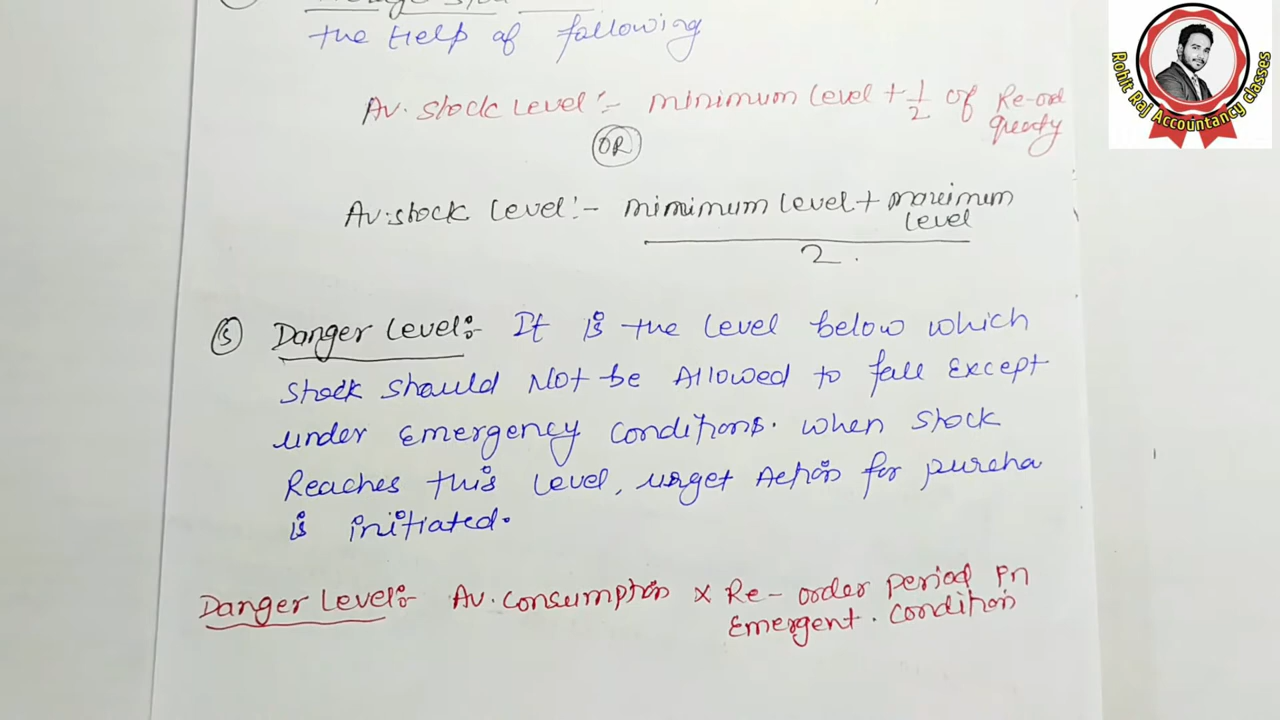 the Help of following
Av. Stock Level:- minimum level + 1/2 of Re-ord
OR
Av. stock Level:- minimum level + maximum level
2.
5 Danger Level:- It is the level below which
Stock should Not be Allowed to fall Except
under Emergency Conditions. When Stock
Reaches this Level, urget Action for purcha
is initiated.
Danger Level:- Av. Consumption x Re-order period in
Emergent. Condition
Rohit Raj Accountancy Classes